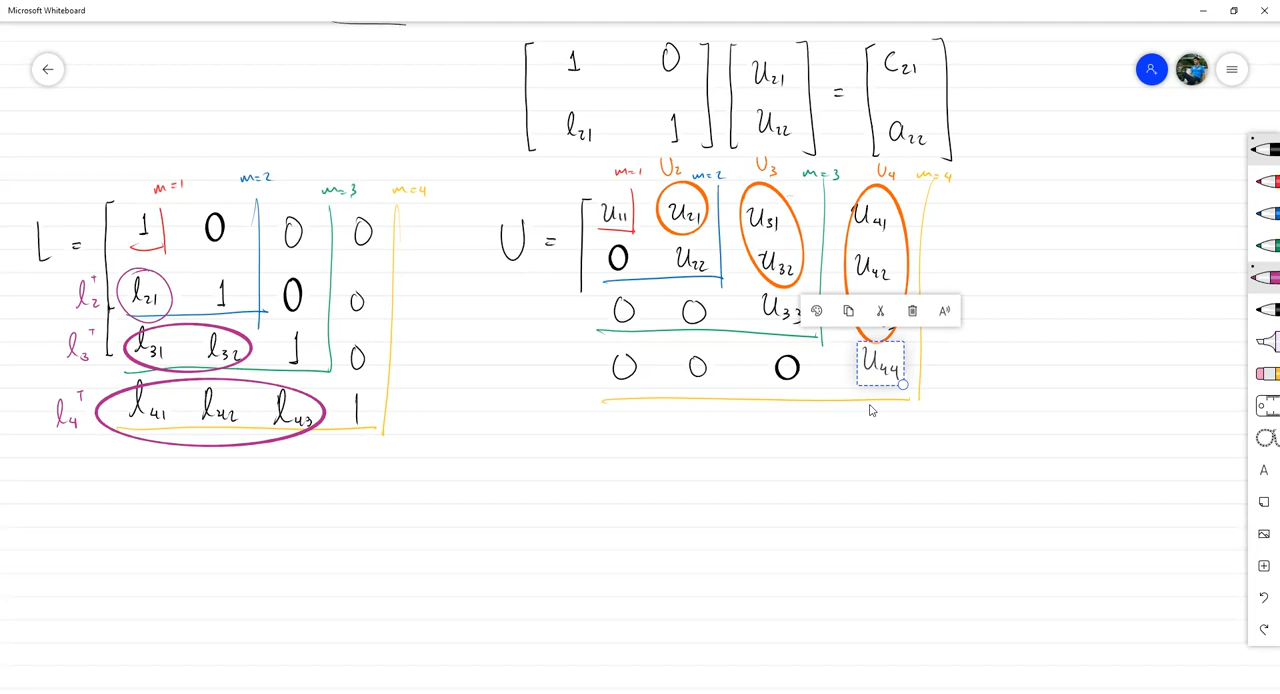 Microsoft Whiteboard
[ 1 0 ] [ u21 ] = [ C21 ]
[ l21 1 ] [ u22 ] [ a22 ]
m=1 m=2 m=3 m=4
L = [ 1 0 0 0
l2ᵀ l21 1 0 0
l3ᵀ l31 l32 1 0
l4ᵀ l41 l42 l43 1
m=1 U2 m=2 U3 m=3 U4 m=4
U = [ u11 u21 u31 u41
0 u22 u32 u42
0 0 u33
0 0 0 u44
A